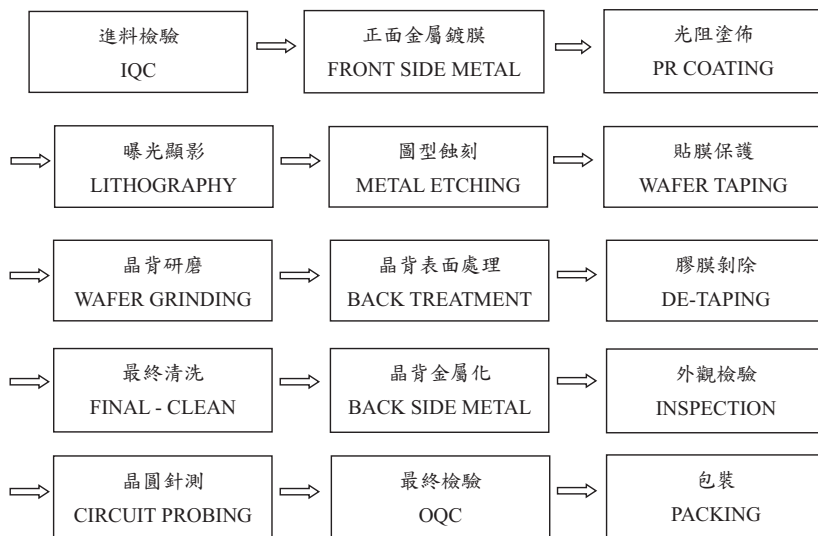 進料檢驗
IQC
正面金屬鍍膜
FRONT SIDE METAL
光阻塗佈
PR COATING
曝光顯影
LITHOGRAPHY
圖型蝕刻
METAL ETCHING
貼膜保護
WAFER TAPING
晶背研磨
WAFER GRINDING
晶背表面處理
BACK TREATMENT
膠膜剝除
DE-TAPING
最終清洗
FINAL - CLEAN
晶背金屬化
BACK SIDE METAL
外觀檢驗
INSPECTION
晶圓針測
CIRCUIT PROBING
最終檢驗
OQC
包裝
PACKING